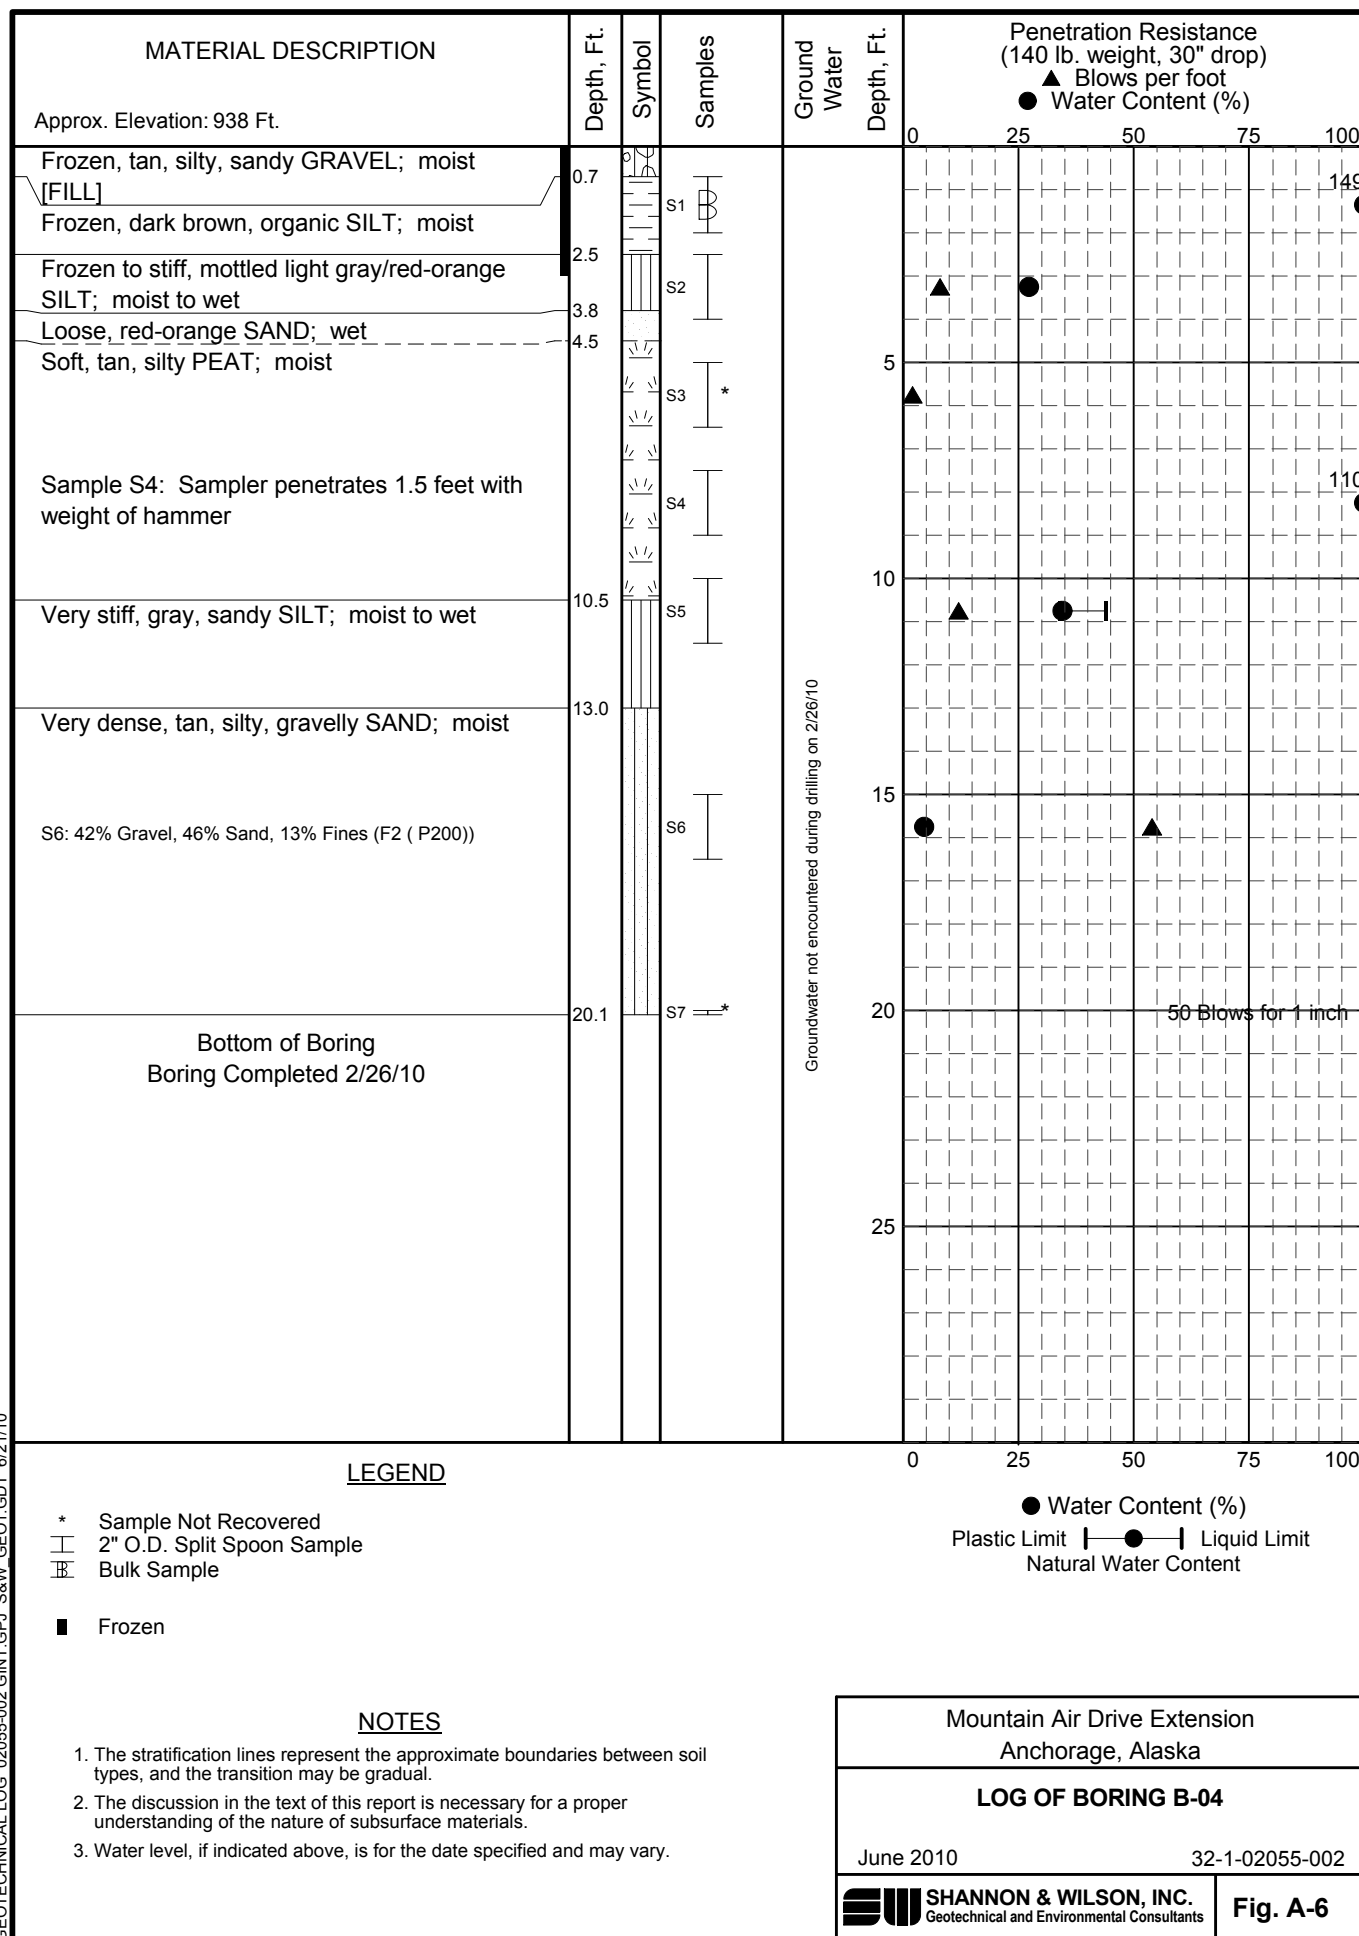 MATERIAL DESCRIPTION
Approx. Elevation: 938 Ft.
Depth, Ft.
Symbol
Samples
Ground
Water
Depth, Ft.
Penetration Resistance
(140 lb. weight, 30" drop)
▲ Blows per foot
● Water Content (%)
0 25 50 75 100
Frozen, tan, silty, sandy GRAVEL; moist
[FILL]
0.7
149
S1 B
Frozen, dark brown, organic SILT; moist
2.5
Frozen to stiff, mottled light gray/red-orange
SILT; moist to wet
S2
3.8
Loose, red-orange SAND; wet
4.5
Soft, tan, silty PEAT; moist
5
S3 *
Sample S4: Sampler penetrates 1.5 feet with
weight of hammer
110
S4
10
10.5
Very stiff, gray, sandy SILT; moist to wet
S5
13.0
Very dense, tan, silty, gravelly SAND; moist
15
S6: 42% Gravel, 46% Sand, 13% Fines (F2 ( P200))
S6
Groundwater not encountered during drilling on 2/26/10
20.1
S7 *
20
50 Blows for 1 inch
Bottom of Boring
Boring Completed 2/26/10
25
0 25 50 75 100
LEGEND
* Sample Not Recovered
2" O.D. Split Spoon Sample
B Bulk Sample
Frozen
● Water Content (%)
Plastic Limit Liquid Limit
Natural Water Content
NOTES
1. The stratification lines represent the approximate boundaries between soil
types, and the transition may be gradual.
2. The discussion in the text of this report is necessary for a proper
understanding of the nature of subsurface materials.
3. Water level, if indicated above, is for the date specified and may vary.
Mountain Air Drive Extension
Anchorage, Alaska
LOG OF BORING B-04
June 2010 32-1-02055-002
SHANNON & WILSON, INC.
Geotechnical and Environmental Consultants
Fig. A-6
GEOTECHNICAL LOG 02055-002 GINT.GPJ S&W_GEOT.GDT 6/21/10